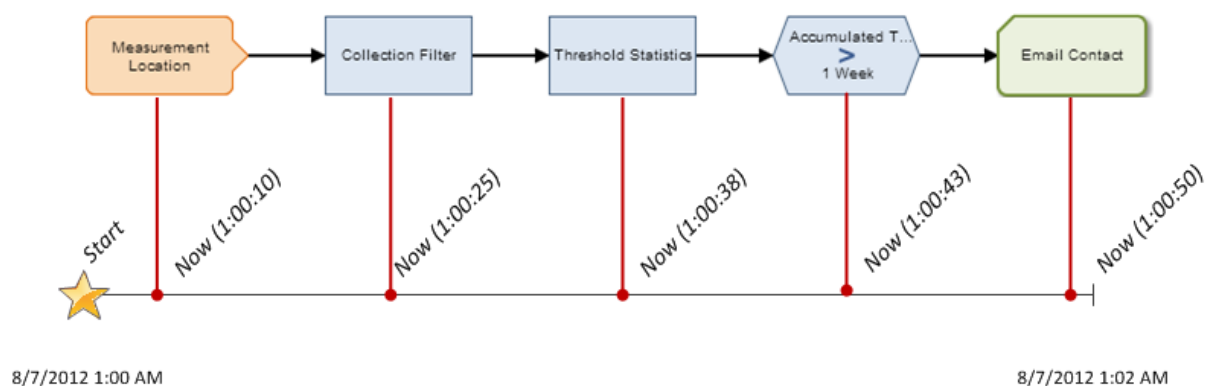 Measurement
Location
Collection Filter
Threshold Statistics
Accumulated T...
>
1 Week
Email Contact
Start
Now (1:00:10)
Now (1:00:25)
Now (1:00:38)
Now (1:00:43)
Now (1:00:50)
8/7/2012 1:00 AM
8/7/2012 1:02 AM